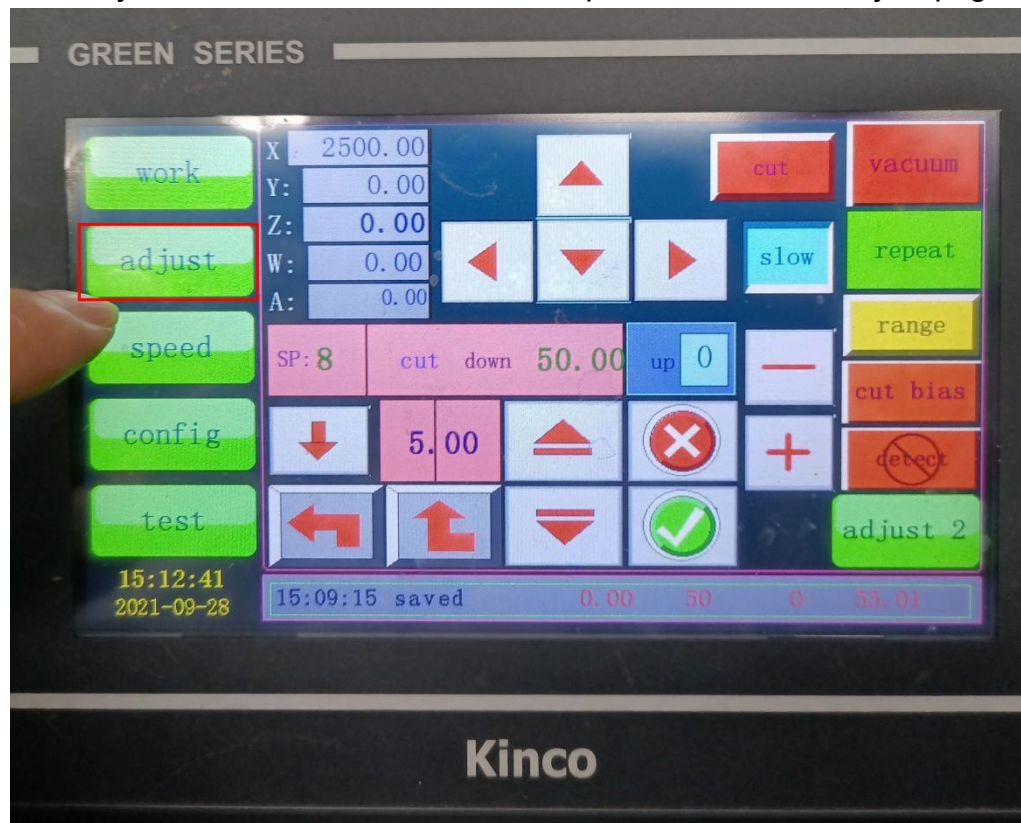 GREEN SERIES
work
adjust
speed
config
test
15:12:41
2021-09-28
X : 2500.00
Y: 0.00
Z: 0.00
W: 0.00
A: 0.00
cut
vacuum
slow
repeat
range
SP: 8 cut down 50.00 up 0
cut bias
5.00
detect
adjust 2
15:09:15 saved 0.00 50 0 55.01
Kinco